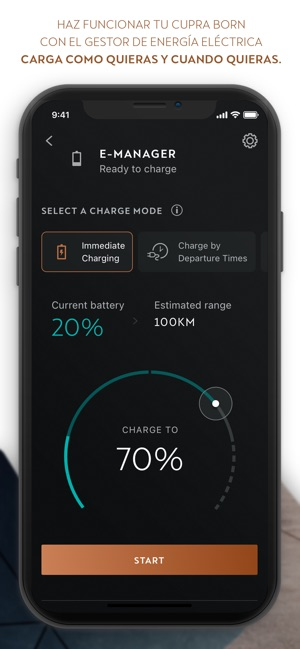 HAZ FUNCIONAR TU CUPRA BORN
CON EL GESTOR DE ENERGÍA ELÉCTRICA
CARGA COMO QUIERAS Y CUANDO QUIERAS.
9:41
E-MANAGER
Ready to charge
SELECT A CHARGE MODE
Immediate
Charging
Charge by
Departure Times
Current battery
Estimated range
20%
100KM
CHARGE TO
70%
START